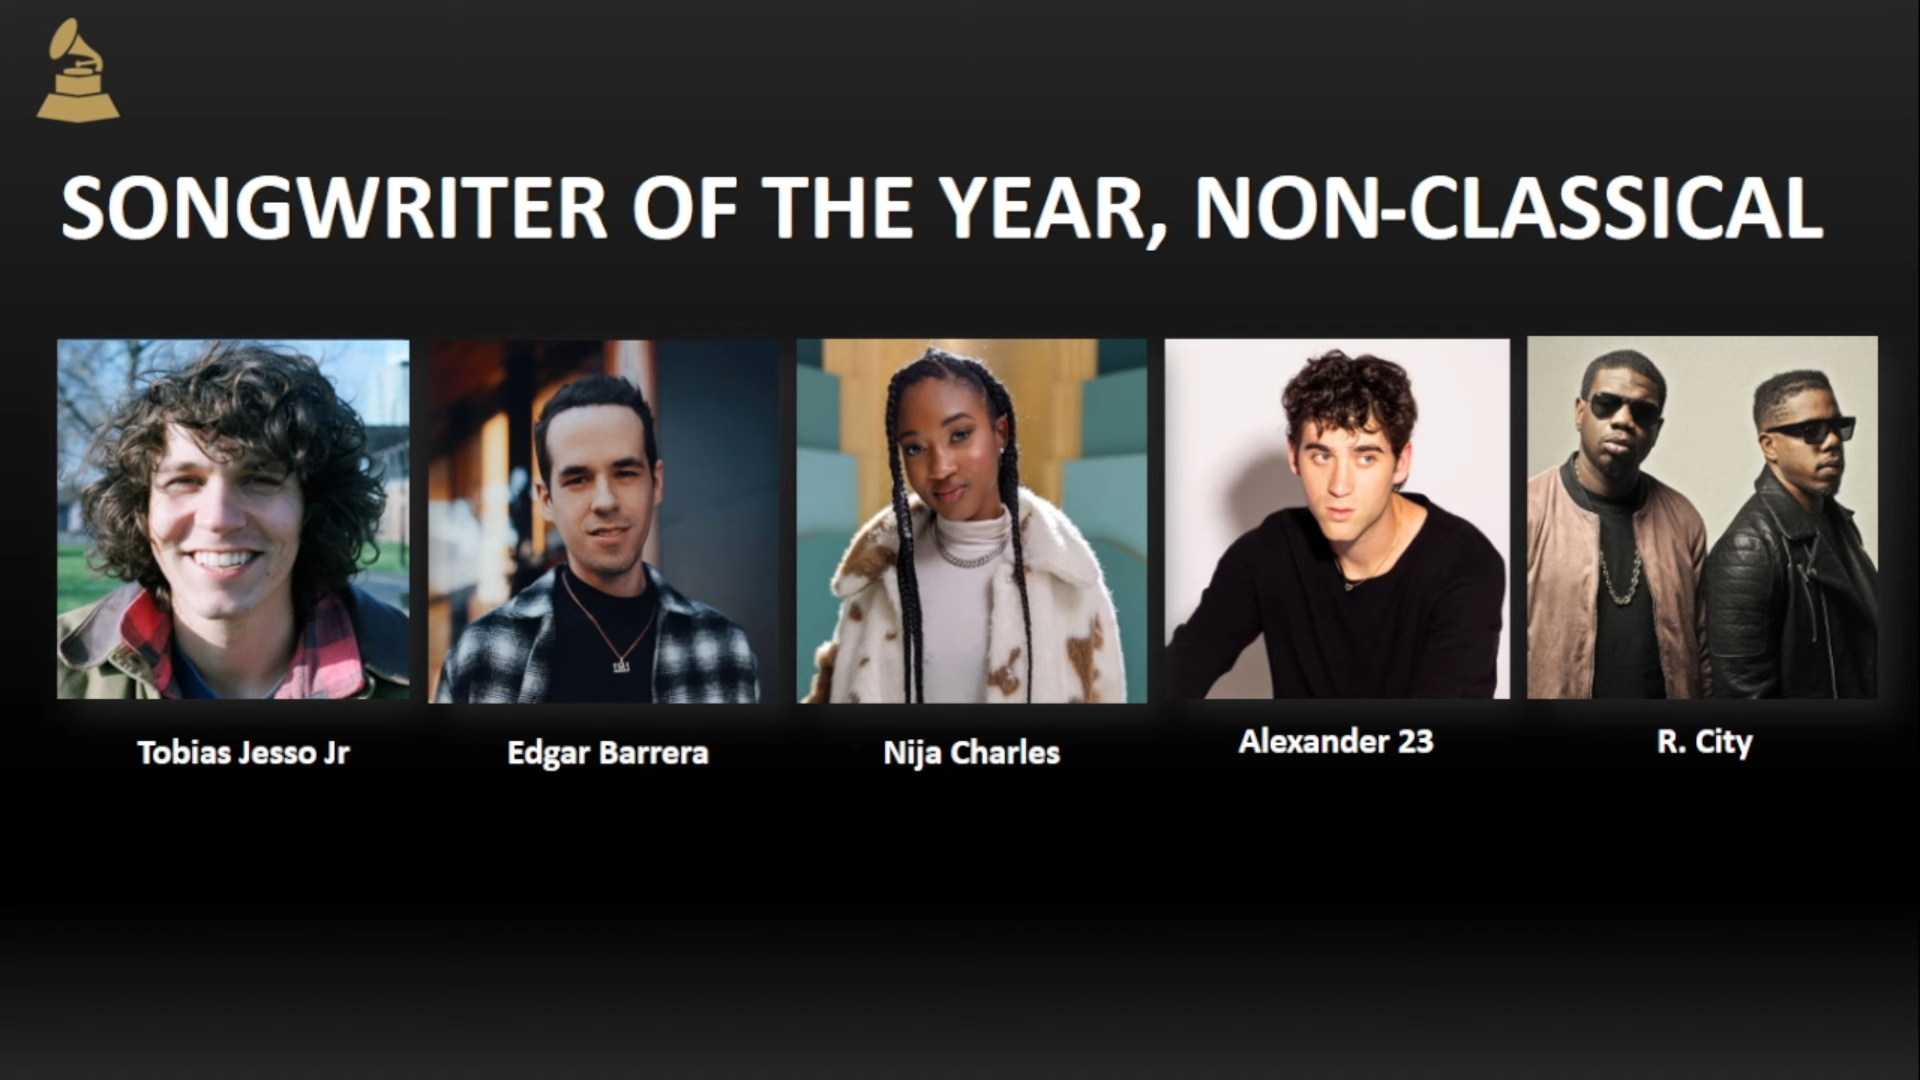 SONGWRITER OF THE YEAR, NON-CLASSICAL
Tobias Jesso Jr
Edgar Barrera
Nija Charles
Alexander 23
R. City